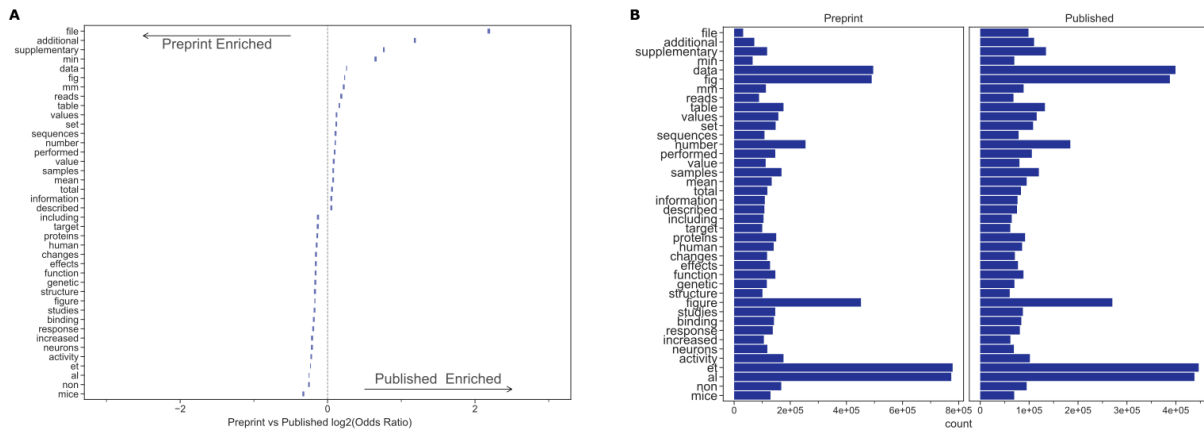 A
file
additional
supplementary
min
data
fig
mm
reads
table
values
set
sequences
number
performed
value
samples
mean
total
information
described
including
target
proteins
human
changes
effects
function
genetic
structure
figure
studies
binding
response
increased
neurons
activity
et
al
non
mice
Preprint Enriched
Published Enriched
−2
0
2
Preprint vs Published log2(Odds Ratio)
B
Preprint
Published
file
additional
supplementary
min
data
fig
mm
reads
table
values
set
sequences
number
performed
value
samples
mean
total
information
described
including
target
proteins
human
changes
effects
function
genetic
structure
figure
studies
binding
response
increased
neurons
activity
et
al
non
mice
0 2e+05 4e+05 6e+05 8e+05
0 1e+05 2e+05 3e+05 4e+05
count